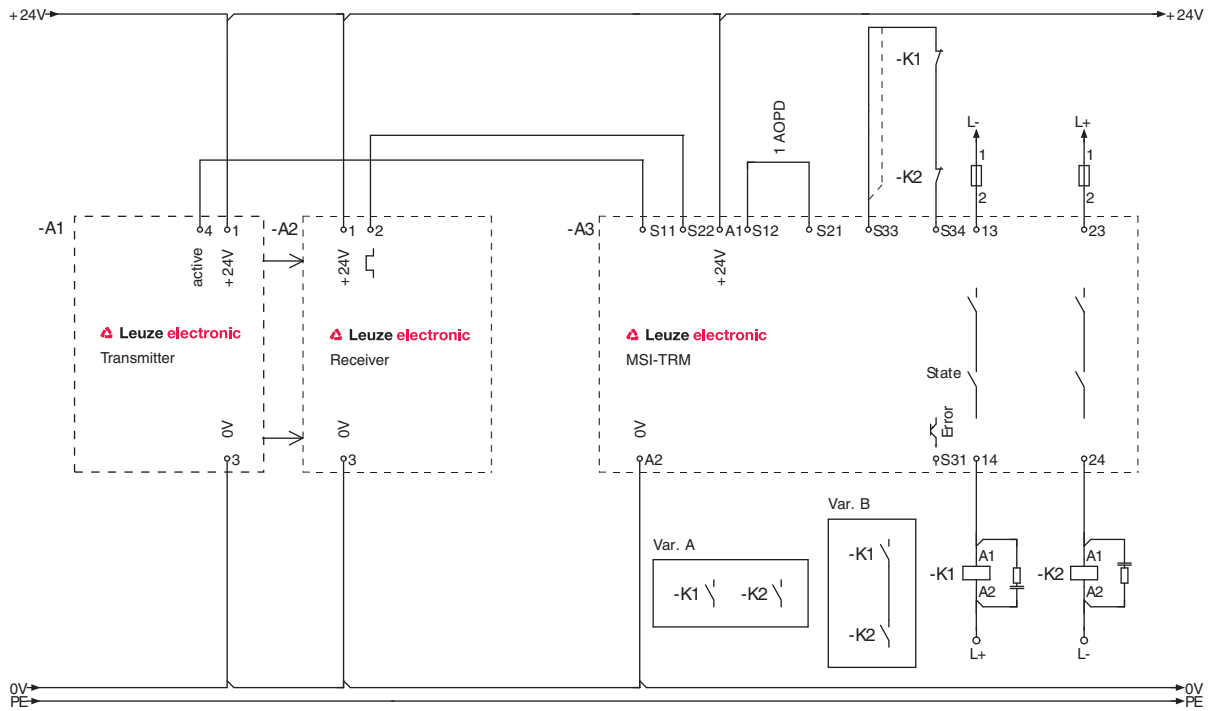 +24V
+24V
-K1
1 AOPD
L-
L+
1
1
-K2
2
2
-A1
4
1
-A2
1
2
-A3
S11
S22
A1
S12
S21
S33
S34
13
23
active
+24V
+24V
+24V
Leuze electronic
Transmitter
Leuze electronic
Receiver
Leuze electronic
MSI-TRM
State
0V
0V
0V
Error
3
3
A2
S31
14
24
Var. A
-K1
-K2
Var. B
-K1
-K2
-K1
A1
A2
-K2
A1
A2
L+
L-
0V
0V
PE
PE